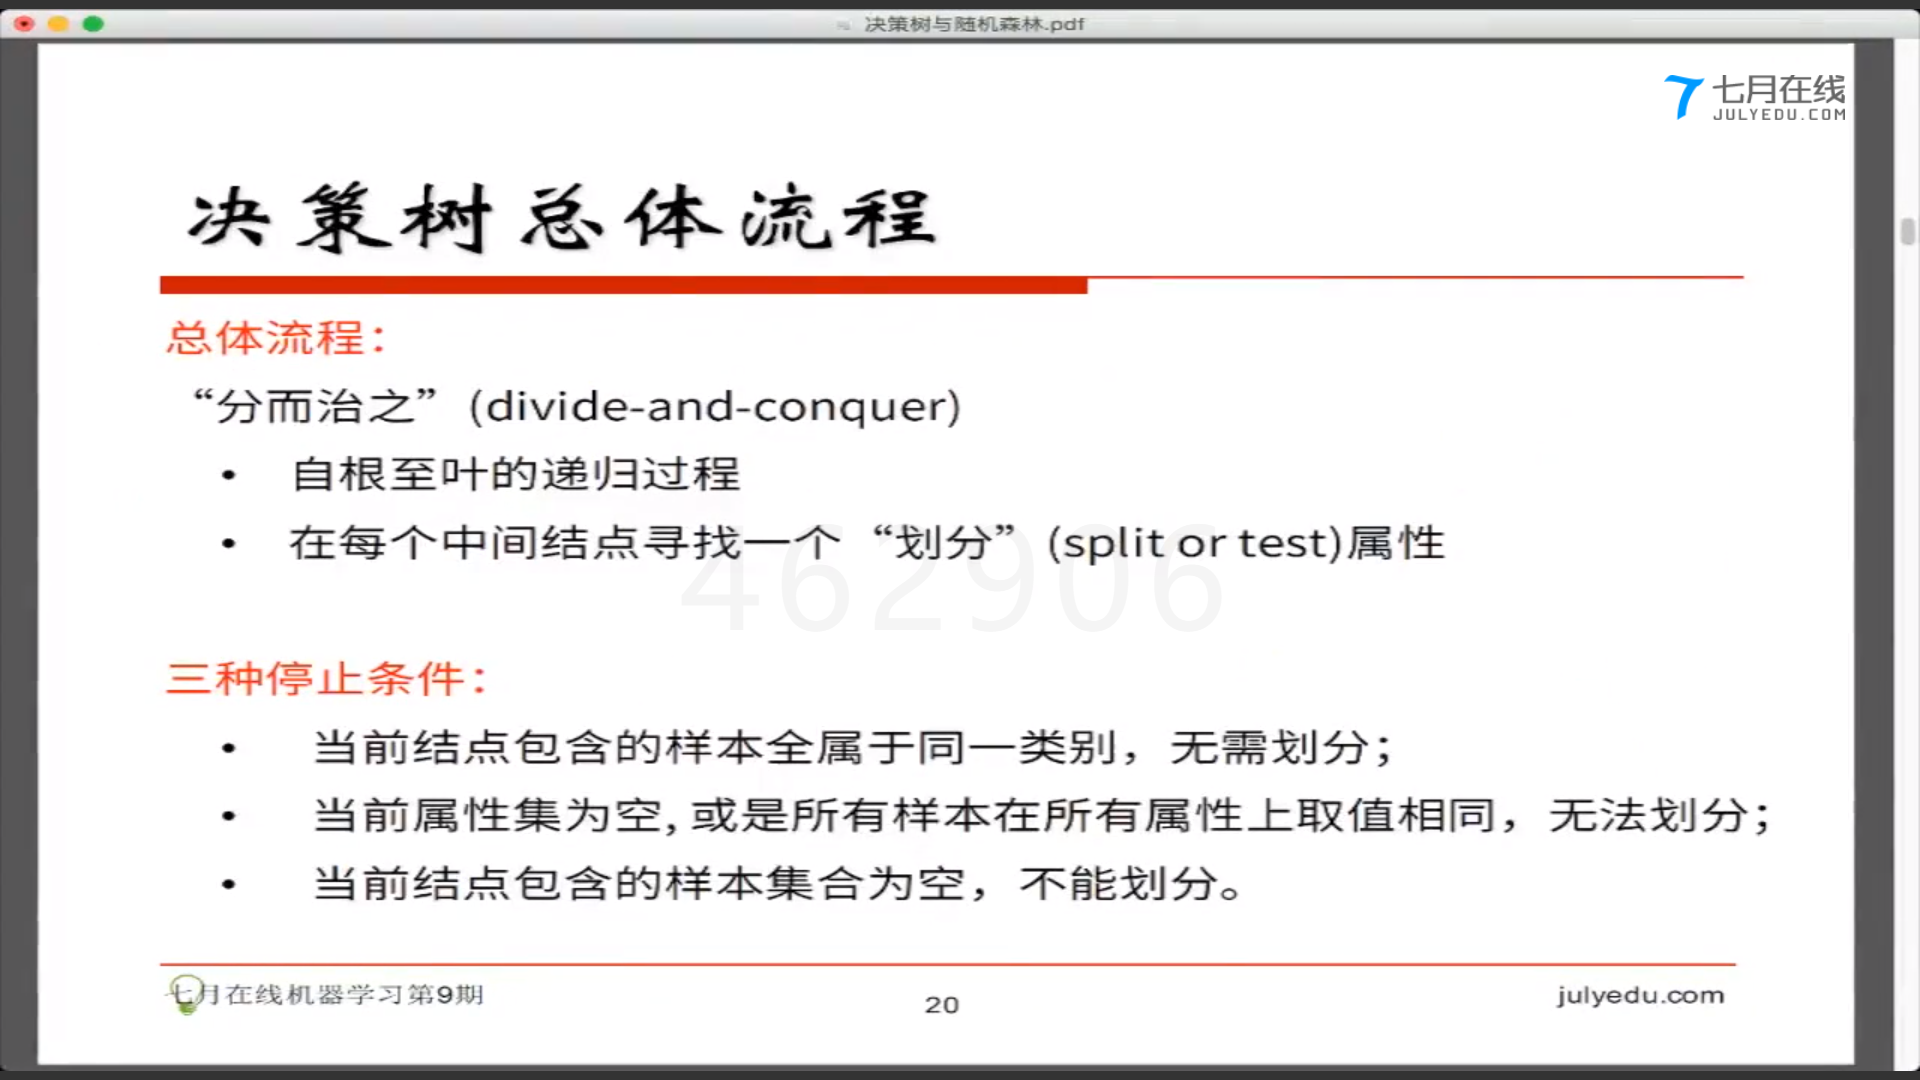 决策树与随机森林.pdf
七月在线
JULYEDU.COM
决策树总体流程
总体流程：
“分而治之”(divide-and-conquer)
• 自根至叶的递归过程
• 在每个中间结点寻找一个“划分”(split or test)属性
462906
三种停止条件：
• 当前结点包含的样本全属于同一类别，无需划分；
• 当前属性集为空, 或是所有样本在所有属性上取值相同，无法划分；
• 当前结点包含的样本集合为空，不能划分。
七月在线机器学习第9期
20
julyedu.com